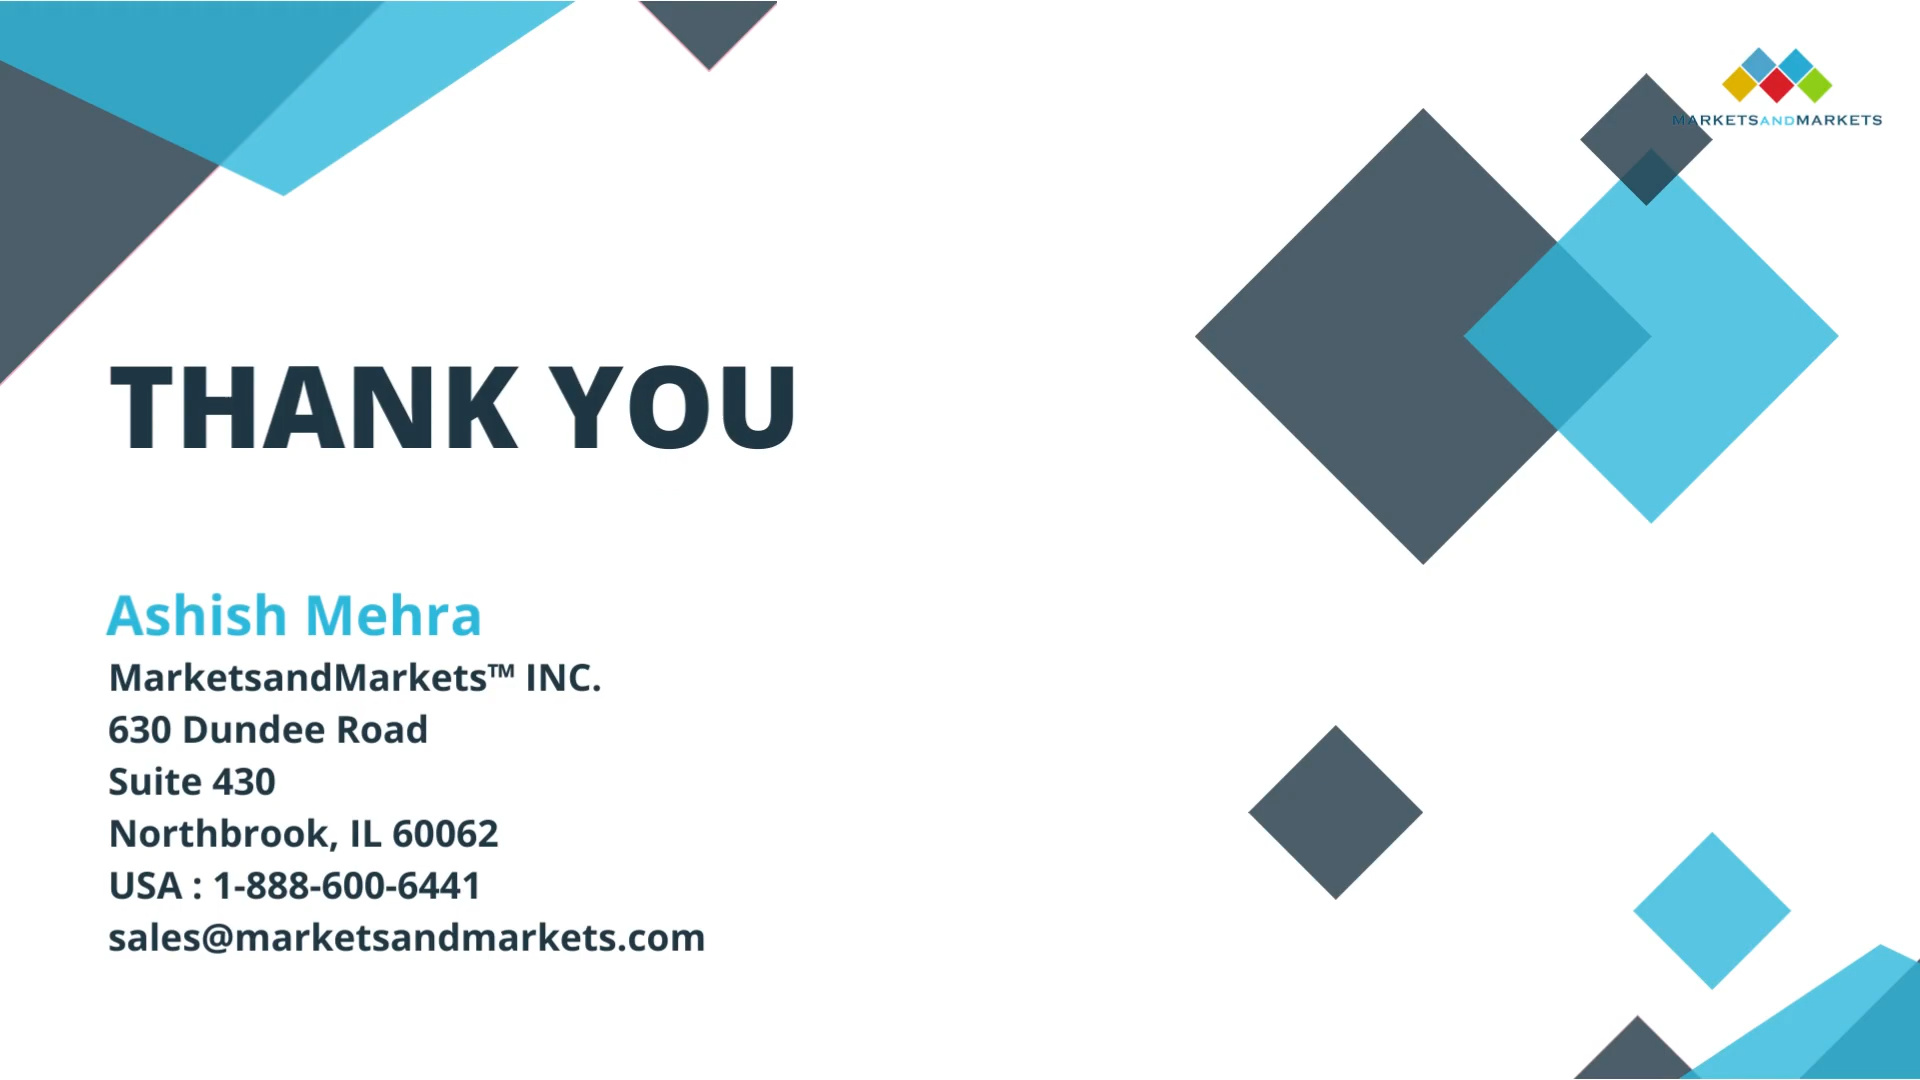 MARKETSANDMARKETS
THANK YOU
Ashish Mehra
MarketsandMarkets™ INC.
630 Dundee Road
Suite 430
Northbrook, IL 60062
USA : 1-888-600-6441
sales@marketsandmarkets.com